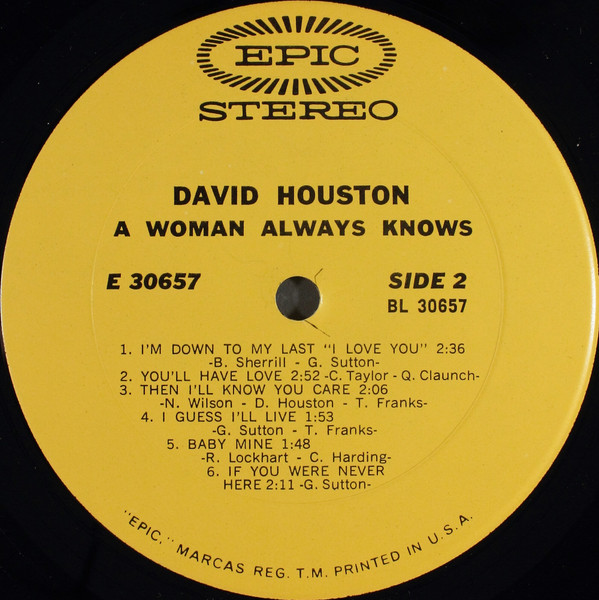 EPIC
STEREO
DAVID HOUSTON
A WOMAN ALWAYS KNOWS
E 30657
SIDE 2
BL 30657
1. I'M DOWN TO MY LAST "I LOVE YOU" 2:36
-B. Sherrill - G. Sutton-
2. YOU'LL HAVE LOVE 2:52 -C. Taylor - Q. Claunch-
3. THEN I'LL KNOW YOU CARE 2:06
-N. Wilson - D. Houston - T. Franks-
4. I GUESS I'LL LIVE 1:53
-G. Sutton - T. Franks-
5. BABY MINE 1:48
-R. Lockhart - C. Harding-
6. IF YOU WERE NEVER
HERE 2:11 -G. Sutton-
"EPIC," MARCAS REG. T.M. PRINTED IN U.S.A.